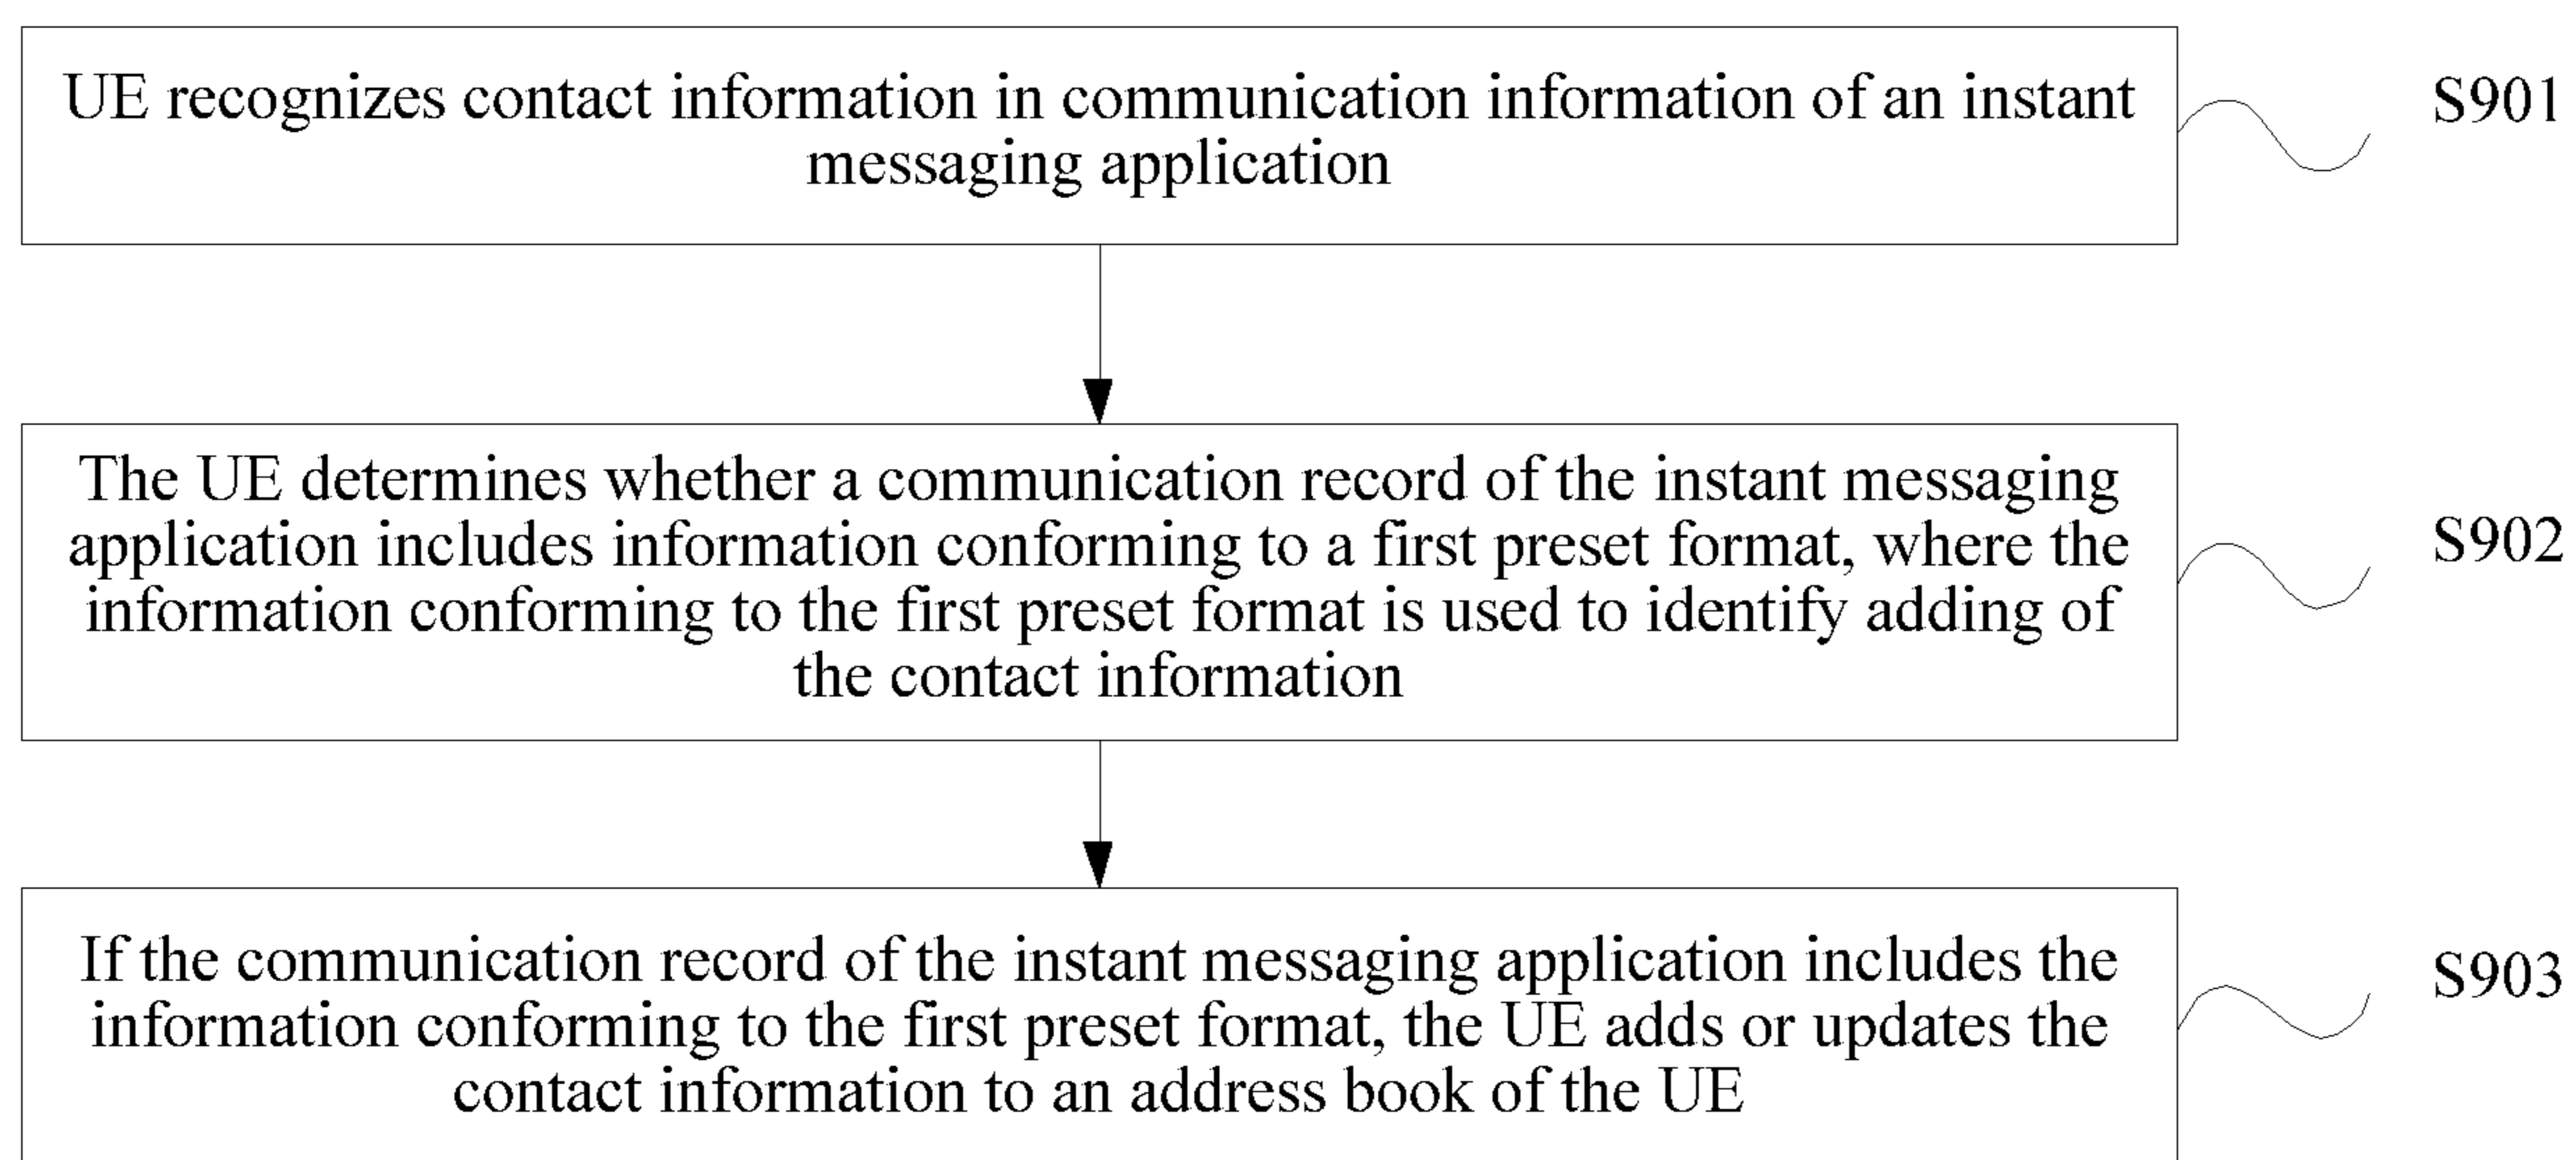 UE recognizes contact information in communication information of an instant
messaging application
S901
The UE determines whether a communication record of the instant messaging
application includes information conforming to a first preset format, where the
information conforming to the first preset format is used to identify adding of
the contact information
S902
If the communication record of the instant messaging application includes the
information conforming to the first preset format, the UE adds or updates the
contact information to an address book of the UE
S903